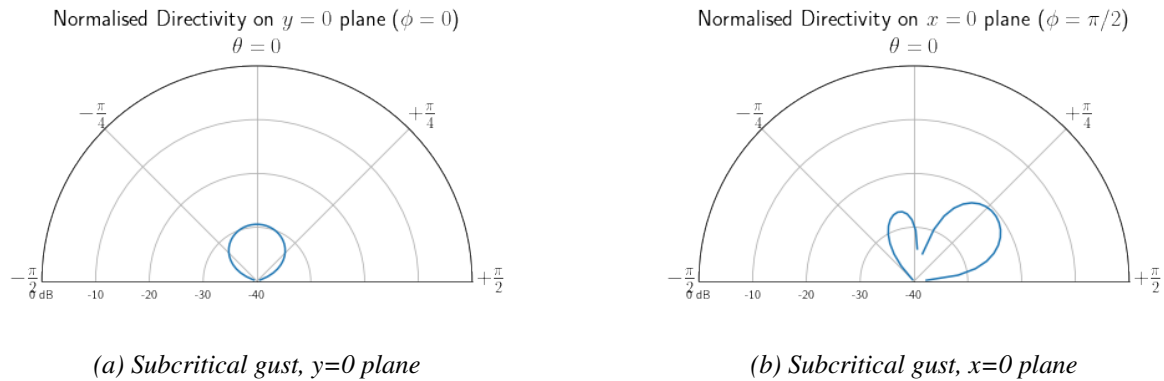 Normalised Directivity on y = 0 plane (ϕ = 0)
θ = 0
−π/4
+π/4
−π/2
+π/2
0 dB
-10
-20
-30
-40
(a) Subcritical gust, y=0 plane
Normalised Directivity on x = 0 plane (ϕ = π/2)
θ = 0
−π/4
+π/4
−π/2
+π/2
0 dB
-10
-20
-30
-40
(b) Subcritical gust, x=0 plane